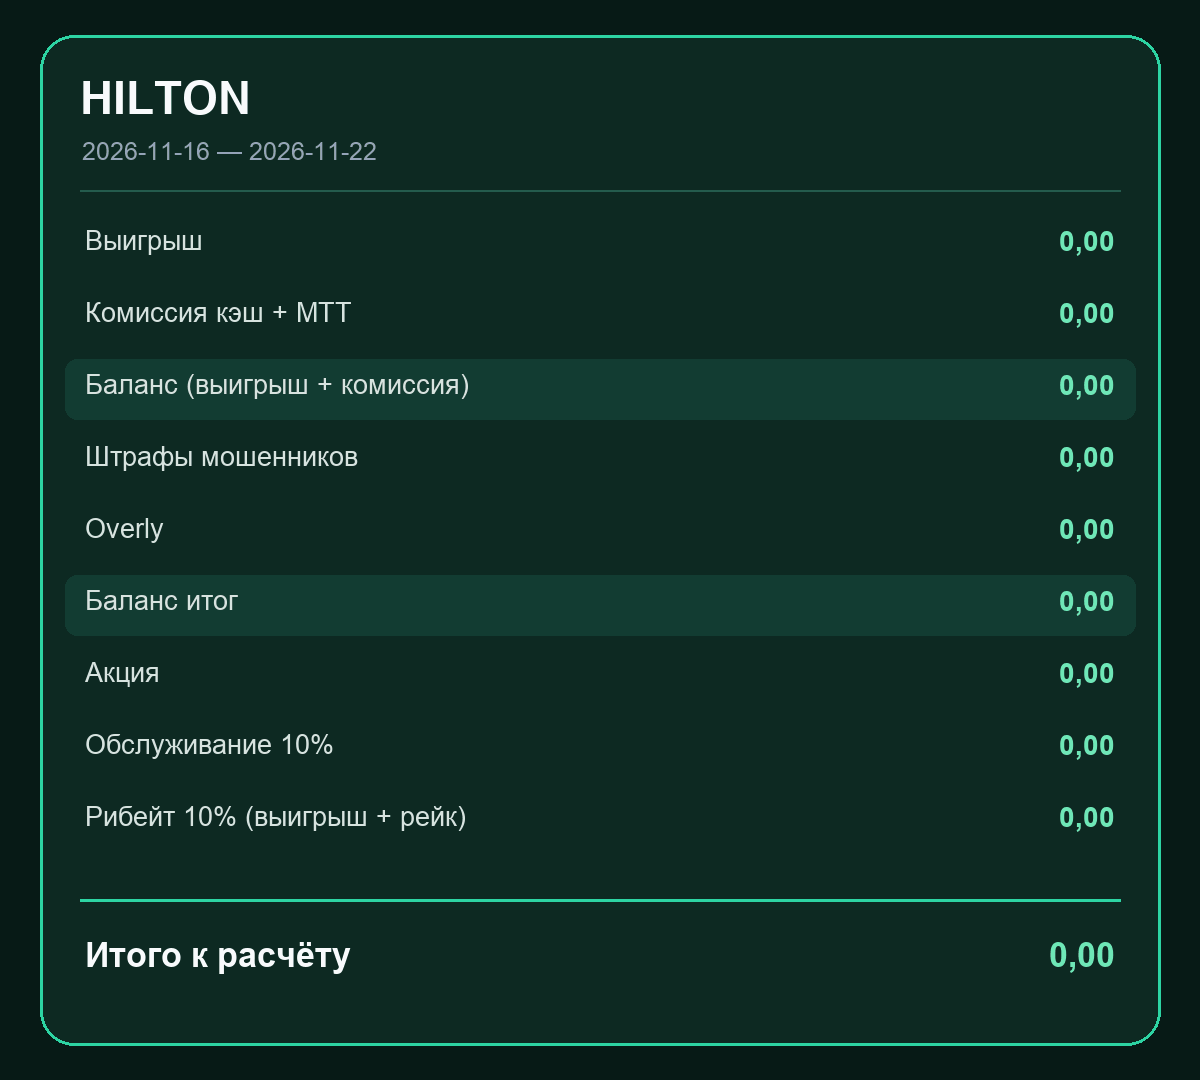 HILTON
2026-11-16 — 2026-11-22
Выигрыш 0,00
Комиссия кэш + МТТ 0,00
Баланс (выигрыш + комиссия) 0,00
Штрафы мошенников 0,00
Overly 0,00
Баланс итог 0,00
Акция 0,00
Обслуживание 10% 0,00
Рибейт 10% (выигрыш + рейк) 0,00
Итого к расчёту 0,00